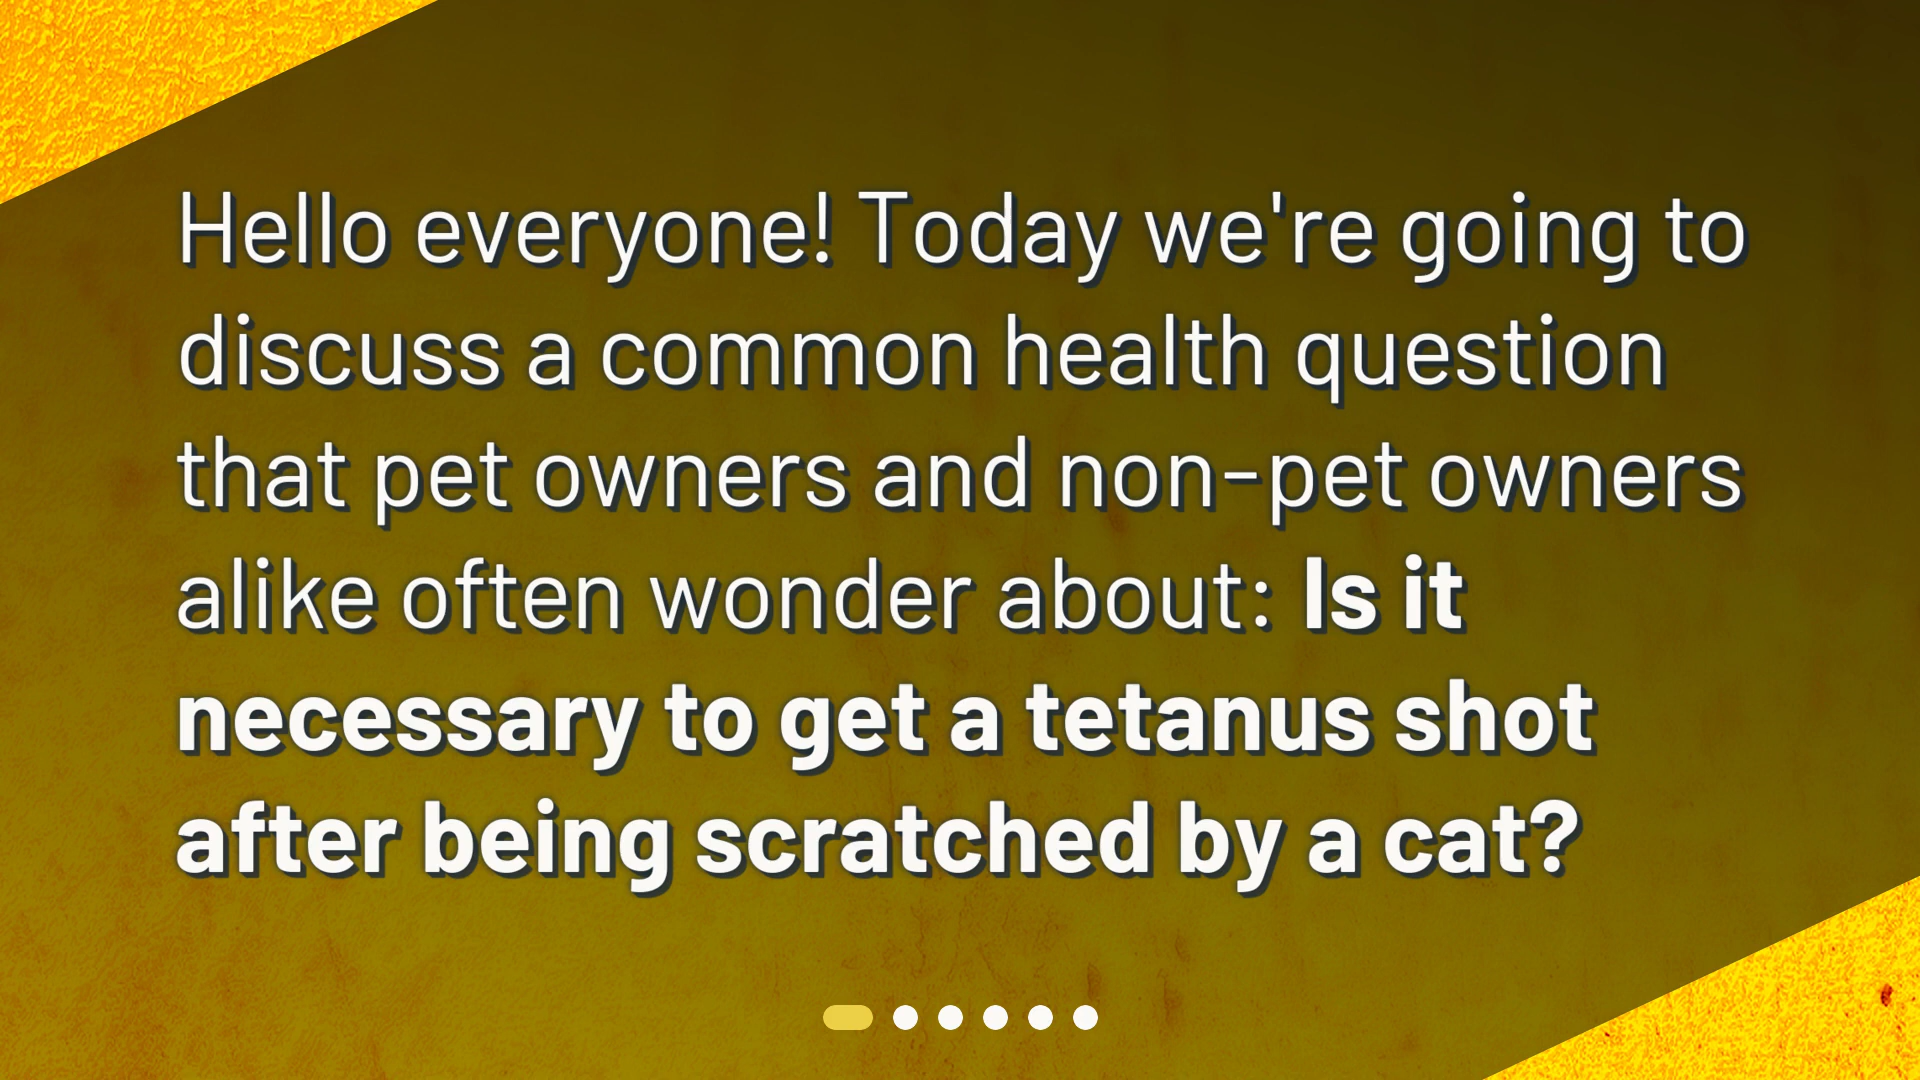 Hello everyone! Today we're going to
discuss a common health question
that pet owners and non-pet owners
alike often wonder about: Is it
necessary to get a tetanus shot
after being scratched by a cat?